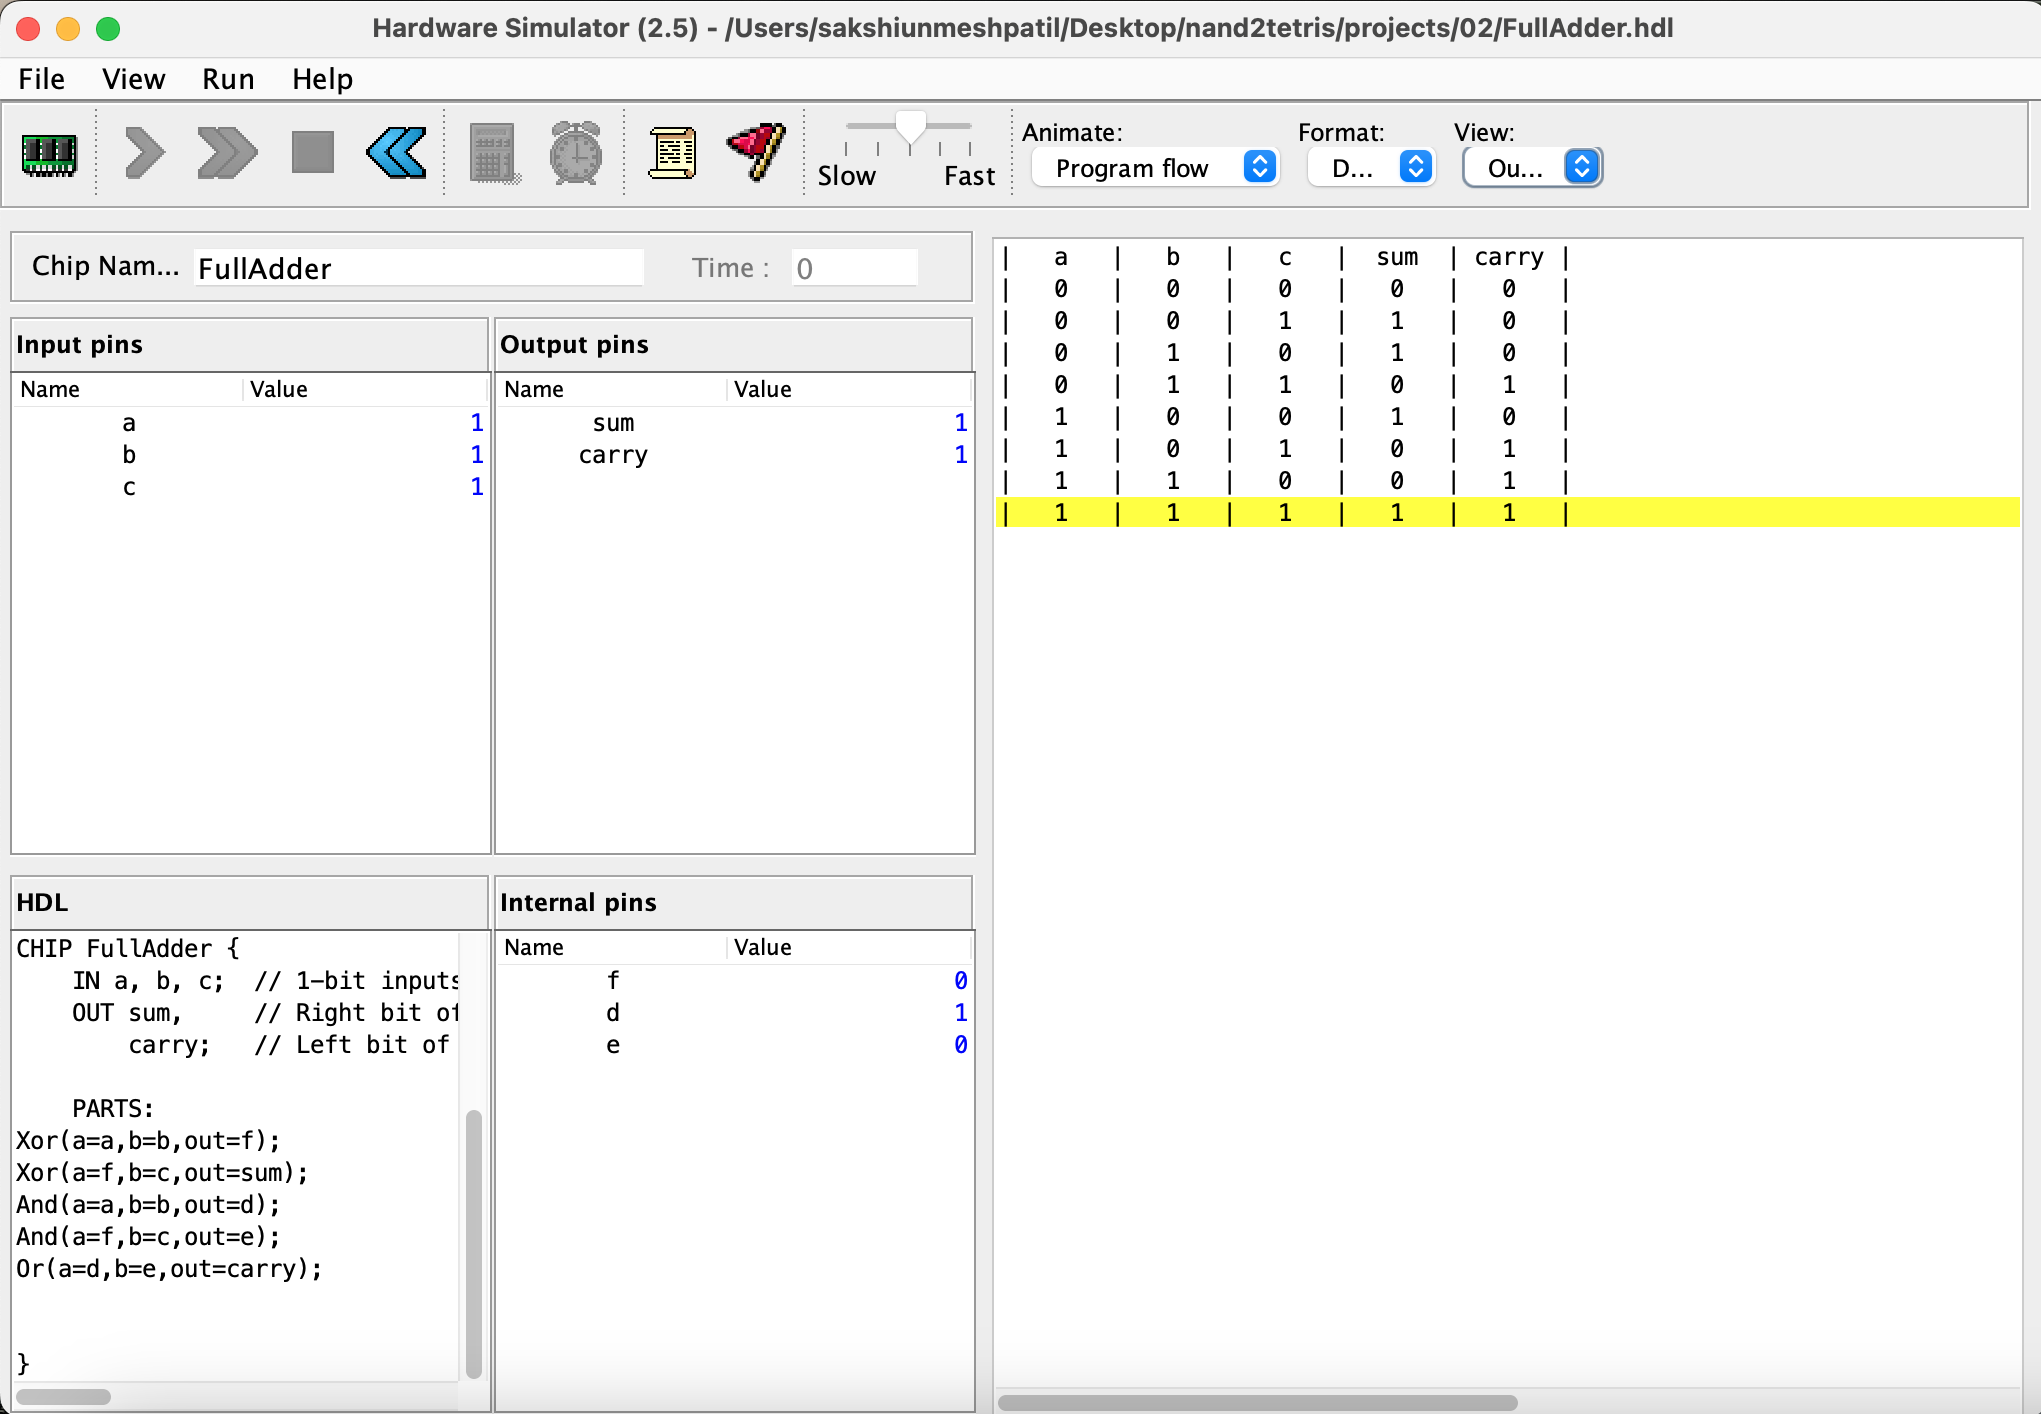 Hardware Simulator (2.5) - /Users/sakshiunmeshpatil/Desktop/nand2tetris/projects/02/FullAdder.hdl
File View Run Help
Slow Fast
Animate: Format: View:
Program flow D... Ou...
Chip Nam... FullAdder Time : 0
Input pins
Name Value
a 1
b 1
c 1
Output pins
Name Value
sum 1
carry 1
HDL
CHIP FullAdder {
    IN a, b, c;  // 1-bit inputs
    OUT sum,     // Right bit of
        carry;   // Left bit of
    PARTS:
Xor(a=a,b=b,out=f);
Xor(a=f,b=c,out=sum);
And(a=a,b=b,out=d);
And(a=f,b=c,out=e);
Or(a=d,b=e,out=carry);
}
Internal pins
Name Value
f 0
d 1
e 0
| a | b | c | sum | carry |
| 0 | 0 | 0 | 0 | 0 |
| 0 | 0 | 1 | 1 | 0 |
| 0 | 1 | 0 | 1 | 0 |
| 0 | 1 | 1 | 0 | 1 |
| 1 | 0 | 0 | 1 | 0 |
| 1 | 0 | 1 | 0 | 1 |
| 1 | 1 | 0 | 0 | 1 |
| 1 | 1 | 1 | 1 | 1 |